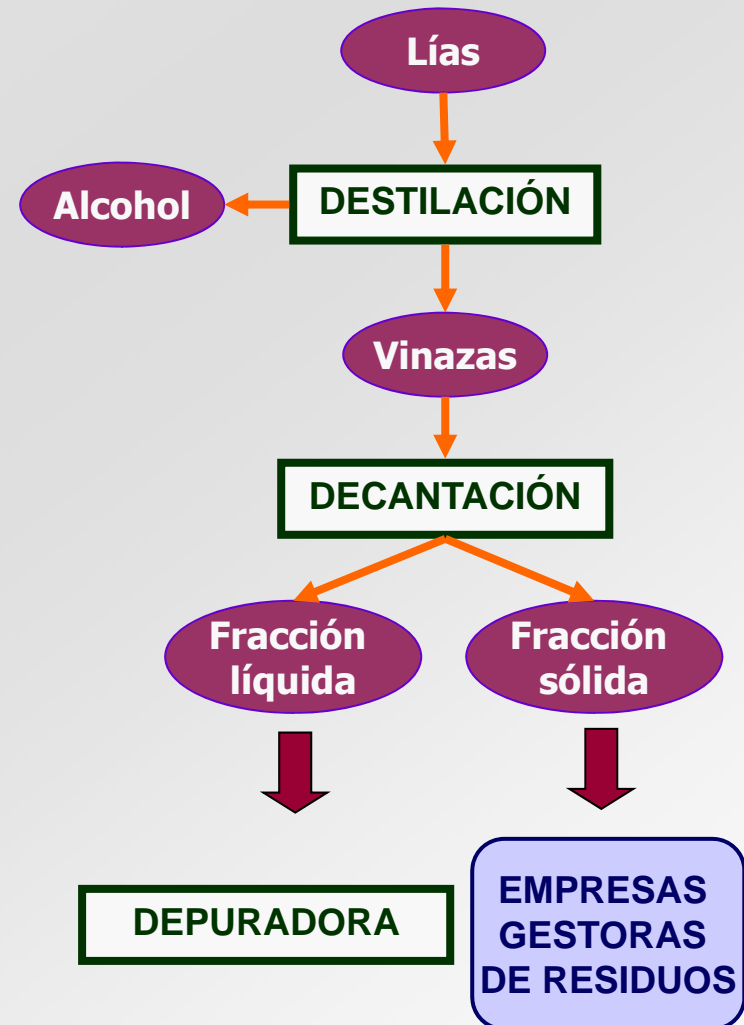 Lías
Alcohol
DESTILACIÓN
Vinazas
DECANTACIÓN
Fracción
líquida
Fracción
sólida
DEPURADORA
EMPRESAS
GESTORAS
DE RESIDUOS